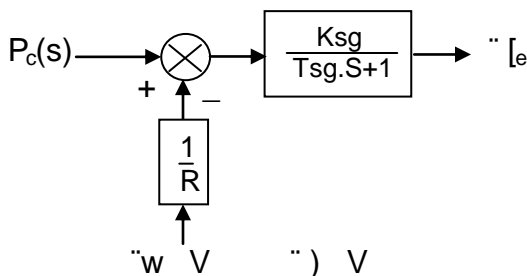 Pc(s)
+
−
Ksg
Tsg.S+1
¨ [e
1
R
¨w V ¨ ) V